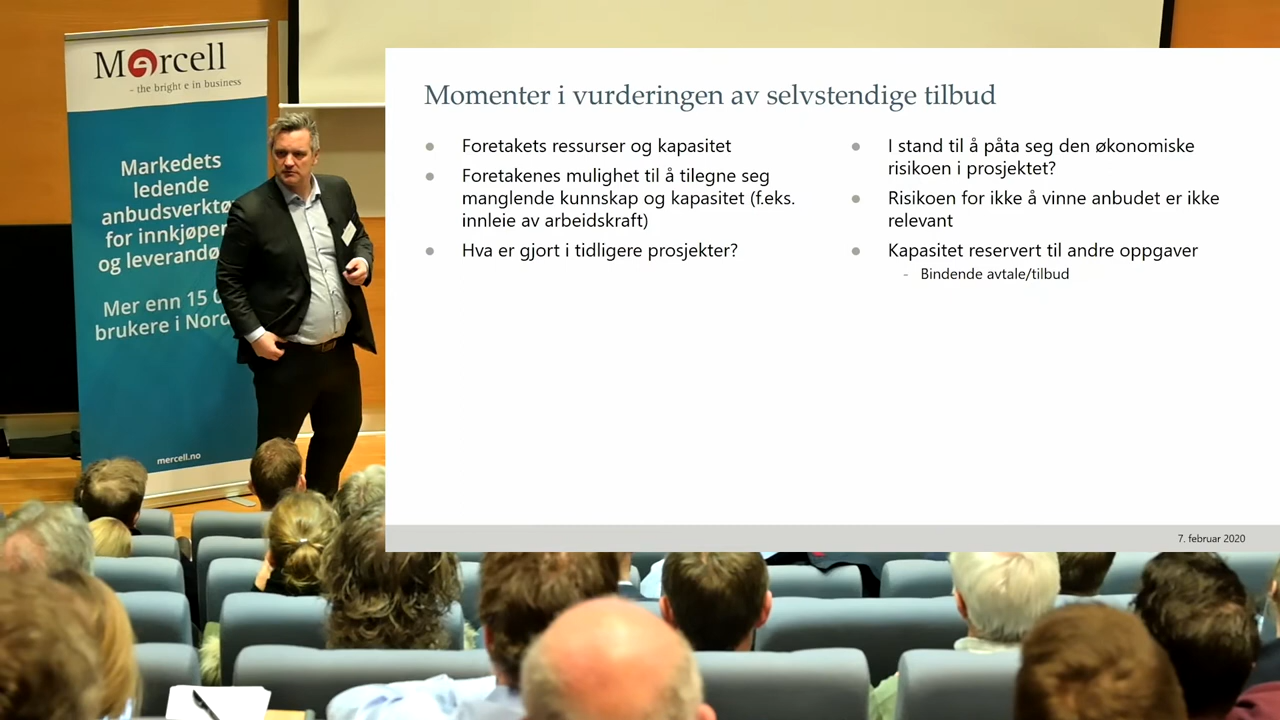 Mercell
– the bright e in business
Markedets
ledende
anbudsverktø
for innkjøper
og leverandø
Mer enn 15 0
brukere i Nord
mercell.no
Momenter i vurderingen av selvstendige tilbud
● Foretakets ressurser og kapasitet
● Foretakenes mulighet til å tilegne seg
manglende kunnskap og kapasitet (f.eks.
innleie av arbeidskraft)
● Hva er gjort i tidligere prosjekter?
● I stand til å påta seg den økonomiske
risikoen i prosjektet?
● Risikoen for ikke å vinne anbudet er ikke
relevant
● Kapasitet reservert til andre oppgaver
- Bindende avtale/tilbud
7. februar 2020